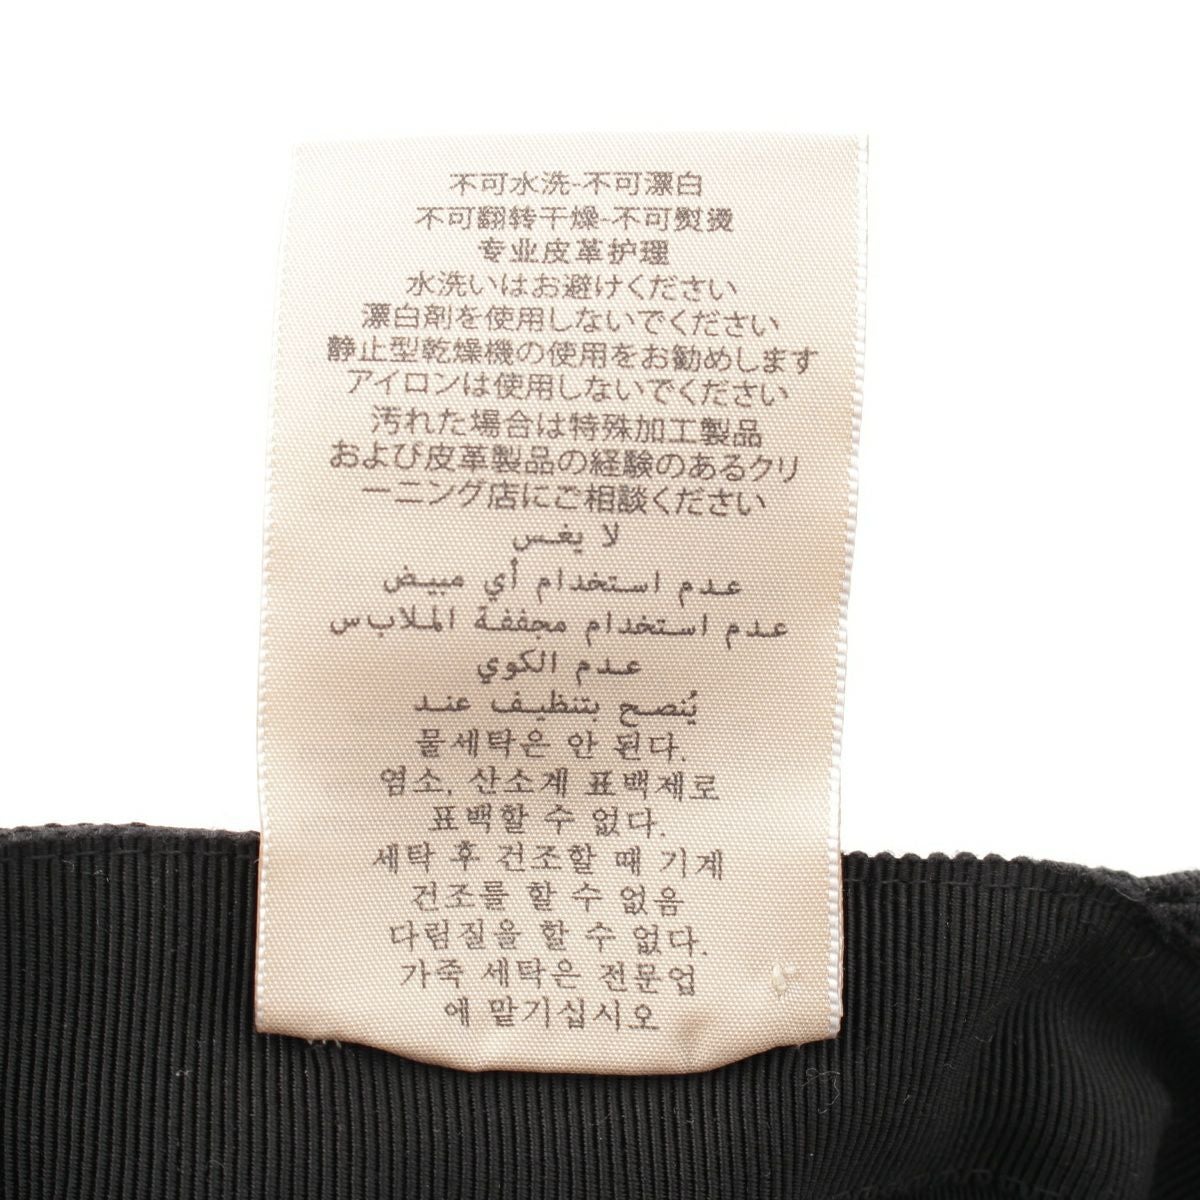 不可水洗-不可漂白
不可翻转干燥-不可熨烫
专业皮革护理
水洗いはお避けください
漂白剤を使用しないでください
静止型乾燥機の使用をお勧めします
アイロンは使用しないでください
汚れた場合は特殊加工製品
および皮革製品の経験のあるクリ
ーニング店にご相談ください
لا يغسل
عدم استخدام أي مبيض
عدم استخدام مجففة الملابس
عدم الكوي
يُنصح بتنظيف عند
물세탁은 안 된다.
염소, 산소계 표백제로
표백할 수 없다.
세탁 후 건조할 때 기계
건조를 할 수 없음
다림질을 할 수 없다.
가죽 세탁은 전문업
에 맡기십시오